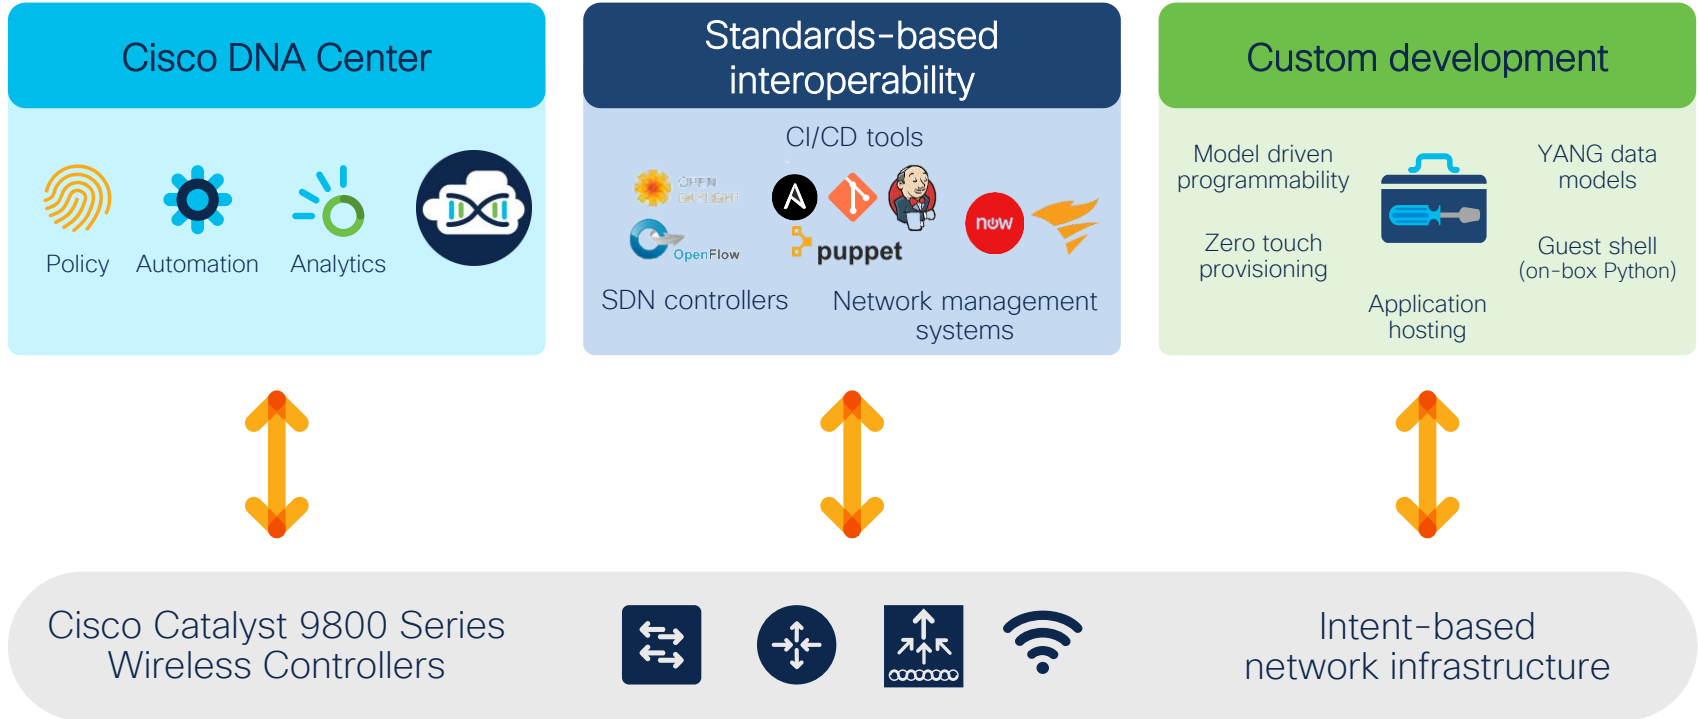 Cisco DNA Center
Policy
Automation
Analytics
Standards-based
interoperability
CI/CD tools
OPEN
DAYLIGHT
OpenFlow
puppet
now
SDN controllers
Network management
systems
Custom development
Model driven
programmability
YANG data
models
Zero touch
provisioning
Guest shell
(on-box Python)
Application
hosting
Cisco Catalyst 9800 Series
Wireless Controllers
Intent-based
network infrastructure